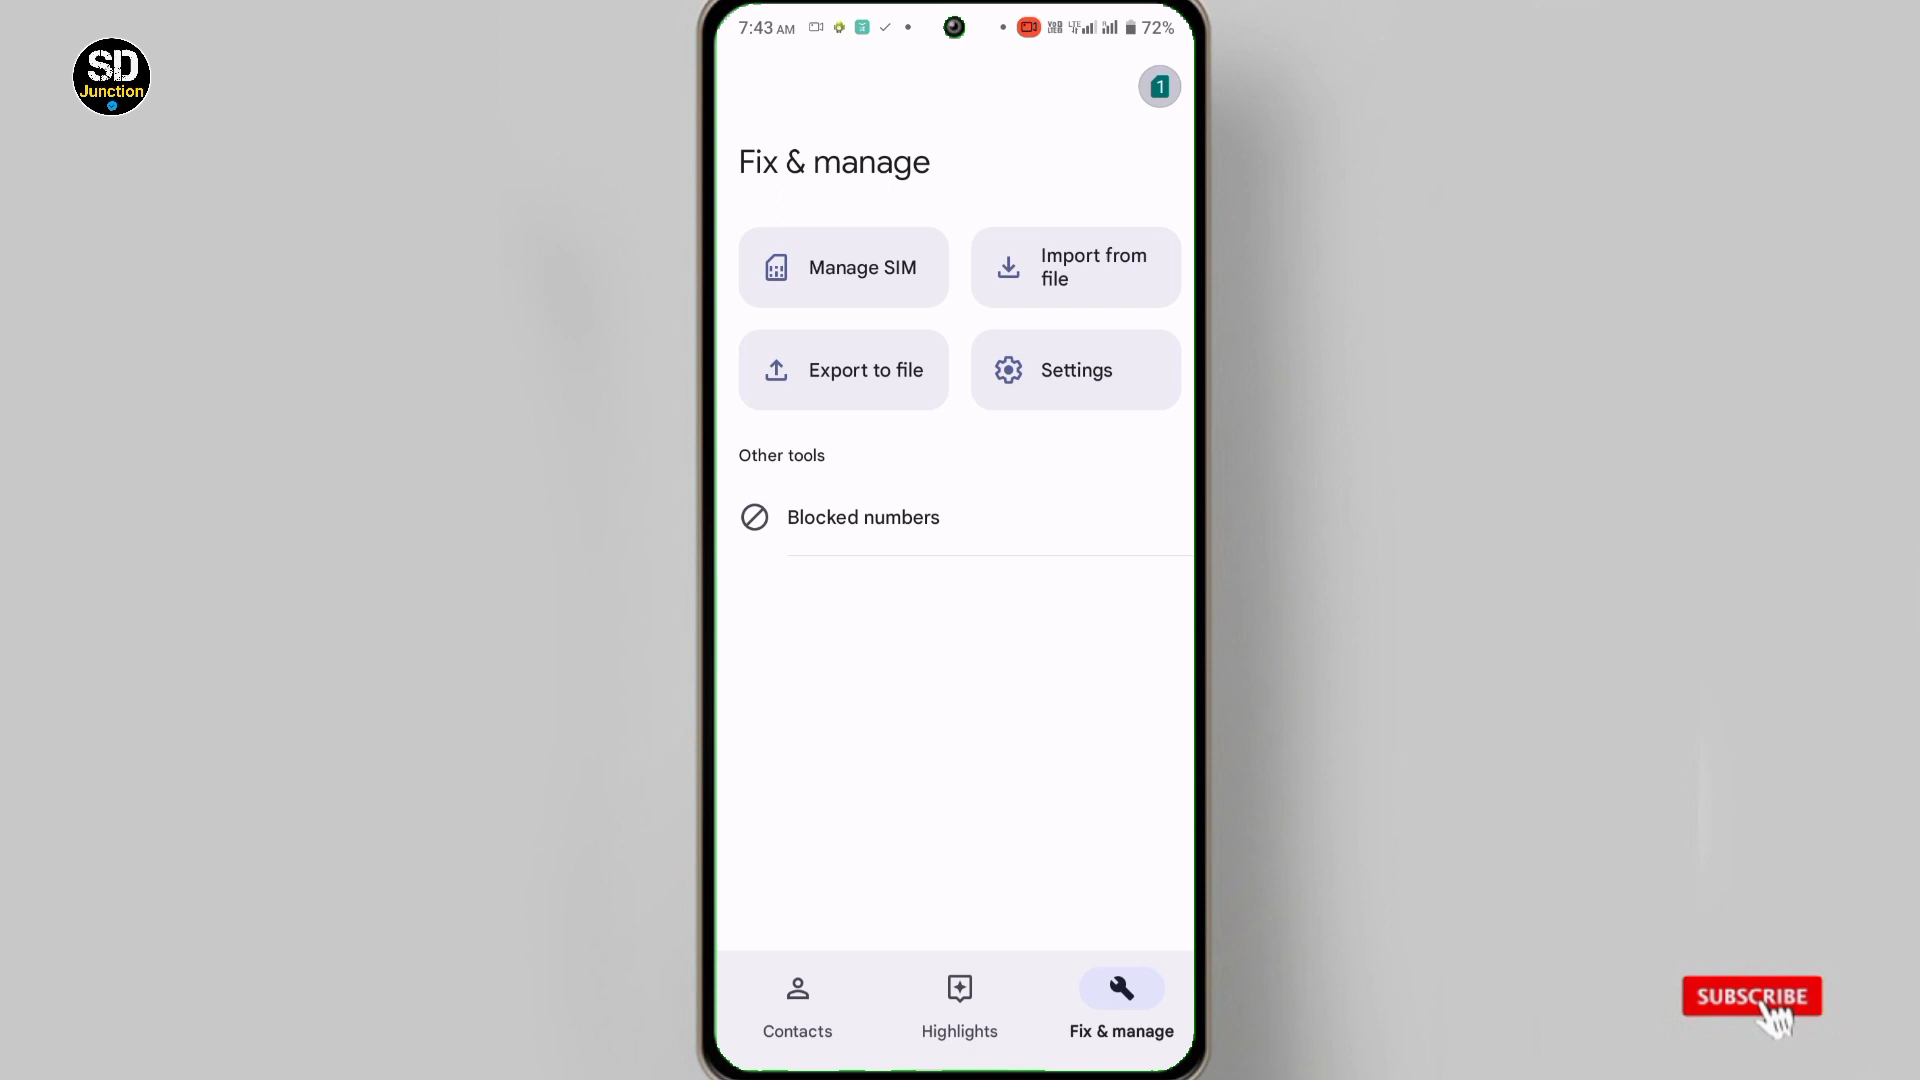 SD
Junction
7:43 AM
72%
1
Fix & manage
Manage SIM
Import from
file
Export to file
Settings
Other tools
Blocked numbers
Contacts
Highlights
Fix & manage
SUBSCRIBE